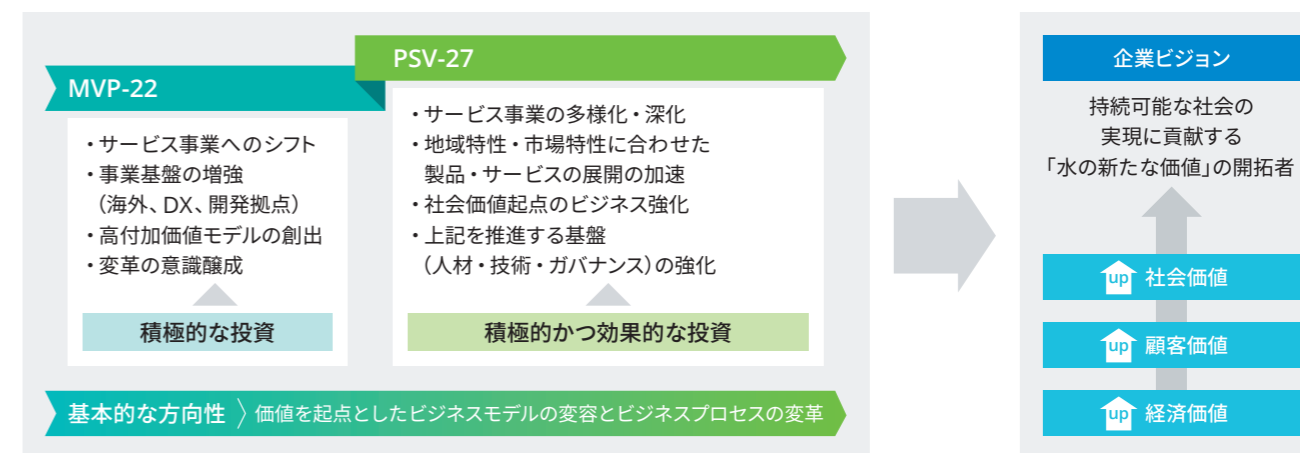 MVP-22
・サービス事業へのシフト
・事業基盤の増強
（海外、DX、開発拠点）
・高付加価値モデルの創出
・変革の意識醸成
積極的な投資
PSV-27
・サービス事業の多様化・深化
・地域特性・市場特性に合わせた
製品・サービスの展開の加速
・社会価値起点のビジネス強化
・上記を推進する基盤
（人材・技術・ガバナンス）の強化
積極的かつ効果的な投資
基本的な方向性 〉価値を起点としたビジネスモデルの変容とビジネスプロセスの変革
企業ビジョン
持続可能な社会の
実現に貢献する
「水の新たな価値」の開拓者
up 社会価値
up 顧客価値
up 経済価値